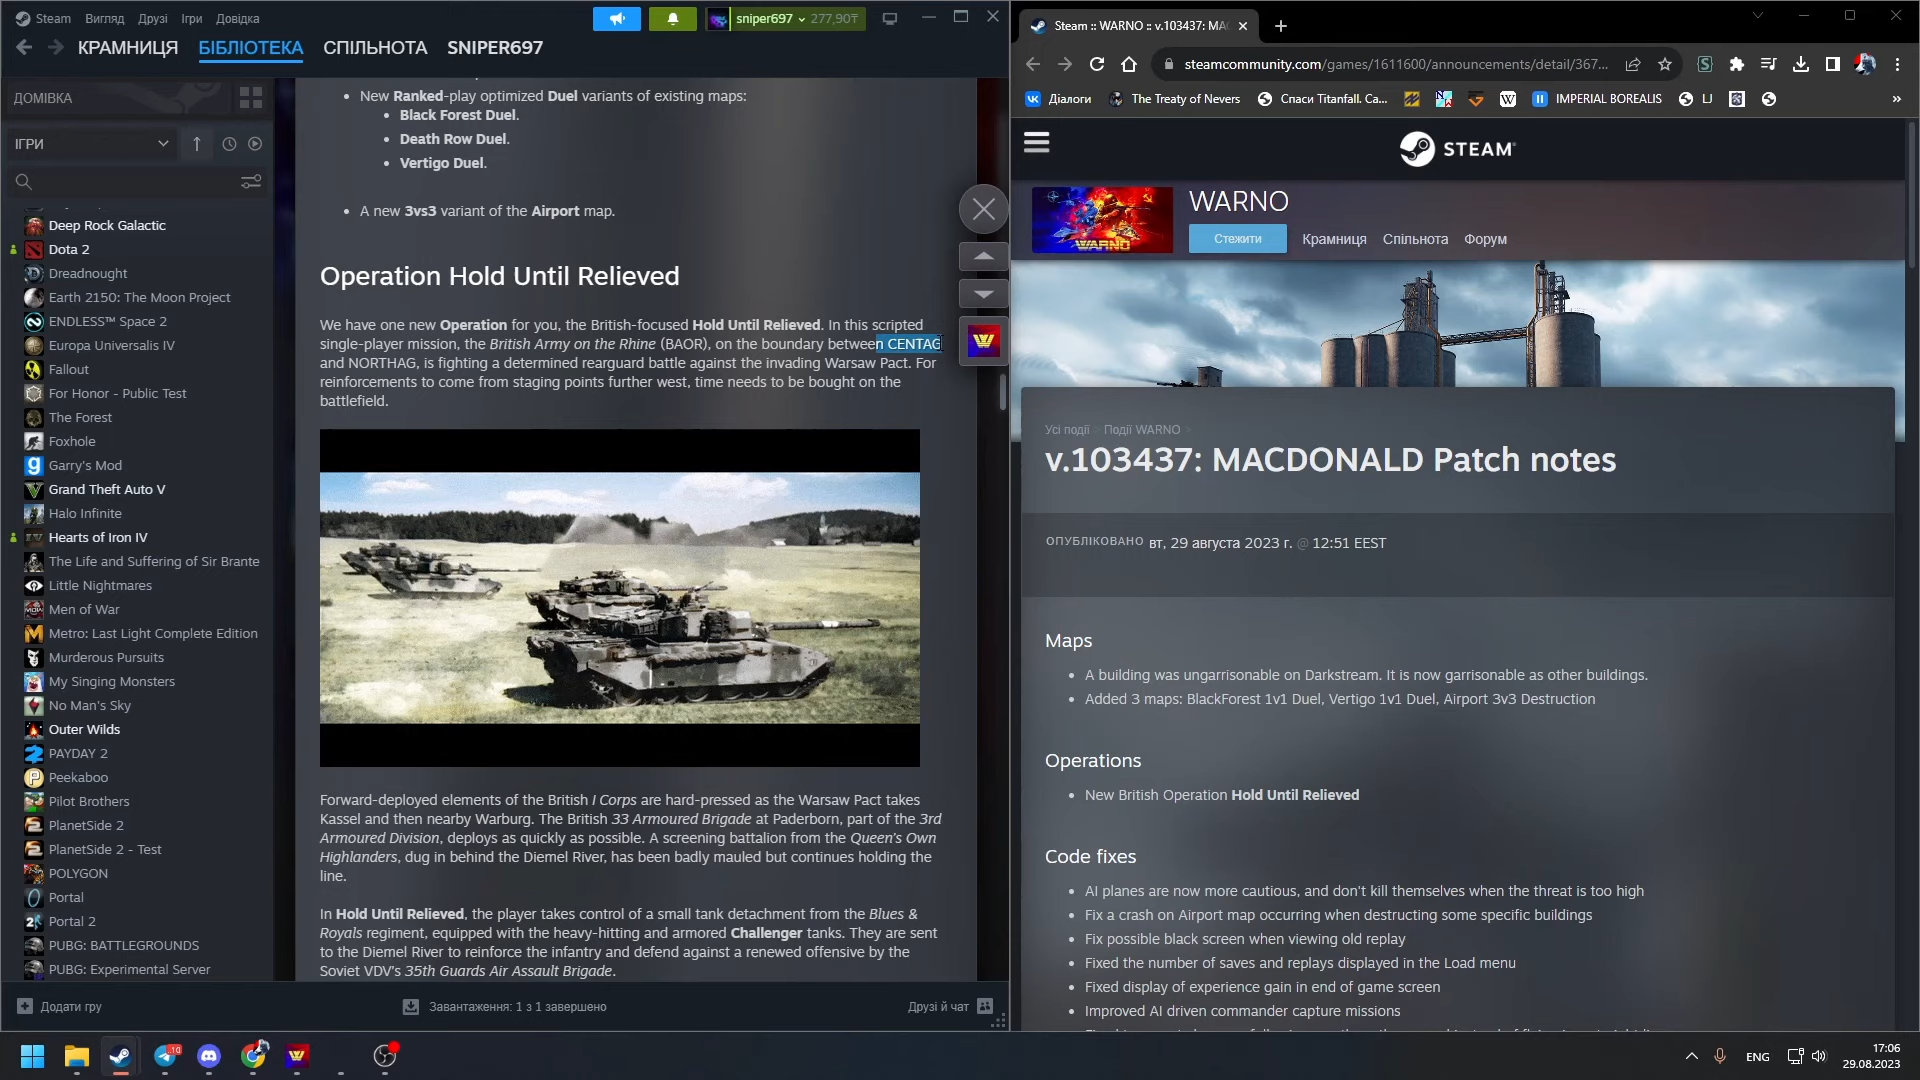 Steam Вигляд Друзі Ігри Довідка
sniper697 277,90₸
КРАМНИЦЯ БІБЛІОТЕКА СПІЛЬНОТА SNIPER697
ДОМІВКА
ІГРИ
Deep Rock Galactic
Dota 2
Dreadnought
Earth 2150: The Moon Project
ENDLESS™ Space 2
Europa Universalis IV
Fallout
For Honor - Public Test
The Forest
Foxhole
Garry's Mod
Grand Theft Auto V
Halo Infinite
Hearts of Iron IV
The Life and Suffering of Sir Brante
Little Nightmares
Men of War
Metro: Last Light Complete Edition
Murderous Pursuits
My Singing Monsters
No Man's Sky
Outer Wilds
PAYDAY 2
Peekaboo
Pilot Brothers
PlanetSide 2
PlanetSide 2 - Test
POLYGON
Portal
Portal 2
PUBG: BATTLEGROUNDS
PUBG: Experimental Server
New Ranked-play optimized Duel variants of existing maps:
Black Forest Duel.
Death Row Duel.
Vertigo Duel.
A new 3vs3 variant of the Airport map.
Operation Hold Until Relieved
We have one new Operation for you, the British-focused Hold Until Relieved. In this scripted
single-player mission, the British Army on the Rhine (BAOR), on the boundary between CENTAG
and NORTHAG, is fighting a determined rearguard battle against the invading Warsaw Pact. For
reinforcements to come from staging points further west, time needs to be bought on the
battlefield.
Forward-deployed elements of the British I Corps are hard-pressed as the Warsaw Pact takes
Kassel and then nearby Warburg. The British 33 Armoured Brigade at Paderborn, part of the 3rd
Armoured Division, deploys as quickly as possible. A screening battalion from the Queen's Own
Highlanders, dug in behind the Diemel River, has been badly mauled but continues holding the
line.
In Hold Until Relieved, the player takes control of a small tank detachment from the Blues &
Royals regiment, equipped with the heavy-hitting and armored Challenger tanks. They are sent
to the Diemel River to reinforce the infantry and defend against a renewed offensive by the
Soviet VDV's 35th Guards Air Assault Brigade.
Додати гру
Завантаження: 1 з 1 завершено
Друзі й чат
Steam :: WARNO :: v.103437: MA
steamcommunity.com/games/1611600/announcements/detail/367...
Діалоги The Treaty of Nevers Спаси Titanfall. Ca... IMPERIAL BOREALIS IJ
STEAM
WARNO
WARNO
Стежити Крамниця Спільнота Форум
Усі події > Події WARNO >
v.103437: MACDONALD Patch notes
ОПУБЛІКОВАНО вт, 29 августа 2023 г. @ 12:51 EEST
Maps
A building was ungarrisonable on Darkstream. It is now garrisonable as other buildings.
Added 3 maps: BlackForest 1v1 Duel, Vertigo 1v1 Duel, Airport 3v3 Destruction
Operations
New British Operation Hold Until Relieved
Code fixes
AI planes are now more cautious, and don't kill themselves when the threat is too high
Fix a crash on Airport map occurring when destructing some specific buildings
Fix possible black screen when viewing old replay
Fixed the number of saves and replays displayed in the Load menu
Fixed display of experience gain in end of game screen
Improved AI driven commander capture missions
ENG
17:06
29.08.2023